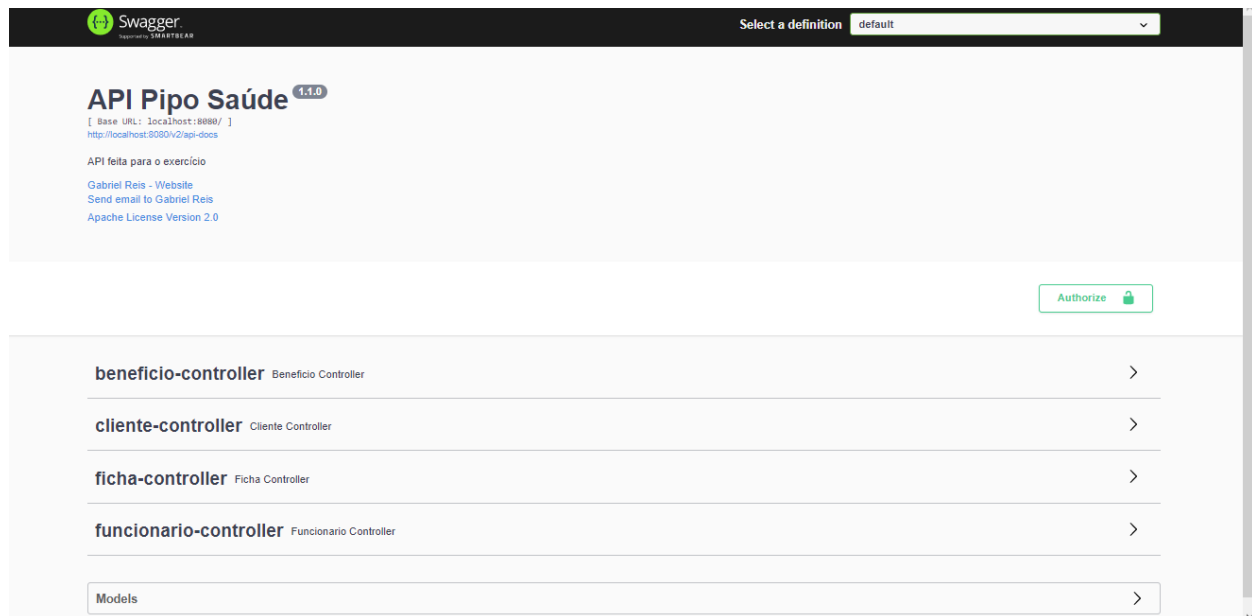 {···} Swagger.
Supported by SMARTBEAR
Select a definition default
API Pipo Saúde 1.1.0
[ Base URL: localhost:8080/ ]
http://localhost:8080/v2/api-docs
API feita para o exercício
Gabriel Reis - Website
Send email to Gabriel Reis
Apache License Version 2.0
Authorize
beneficio-controller Beneficio Controller
cliente-controller Cliente Controller
ficha-controller Ficha Controller
funcionario-controller Funcionario Controller
Models